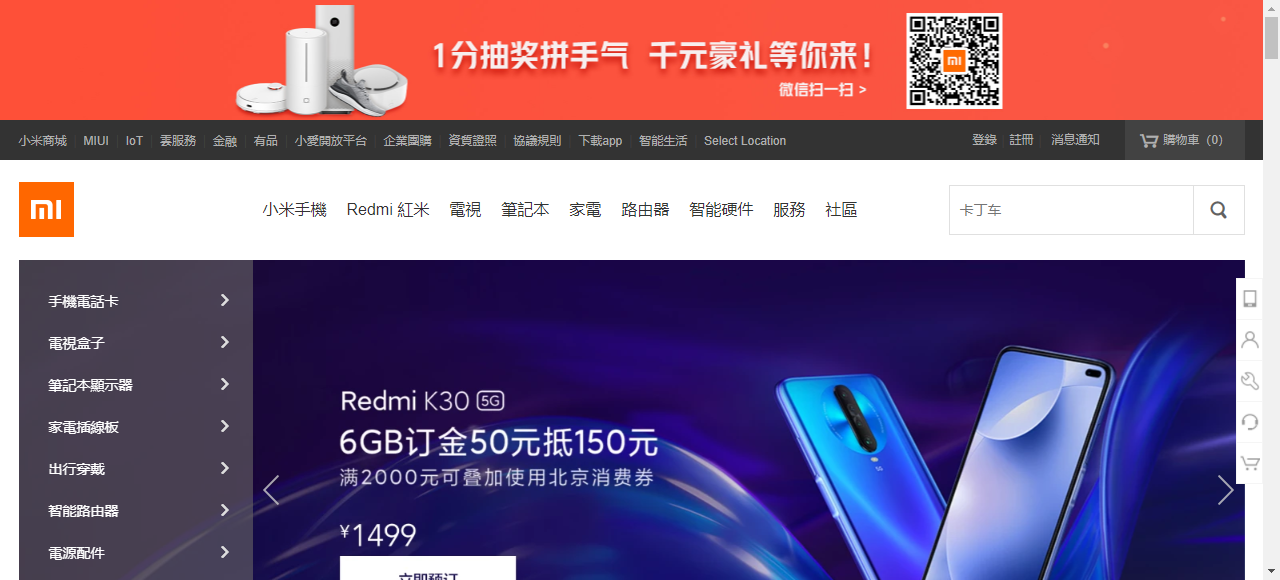 1分抽奖拼手气 千元豪礼等你来!
微信扫一扫 >
小米商城 MIUI IoT 雲服務 金融 有品 小愛開放平台 企業團購 資質證照 協議規則 下載app 智能生活 Select Location 登錄 註冊 消息通知 購物車（0）
小米手機 Redmi 紅米 電視 筆記本 家電 路由器 智能硬件 服務 社區 卡丁车
手機電話卡
電視盒子
筆記本顯示器
家電插線板
出行穿戴
智能路由器
電源配件
Redmi K30 5G
6GB订金50元抵150元
满2000元可叠加使用北京消费券
¥1499
立即预订